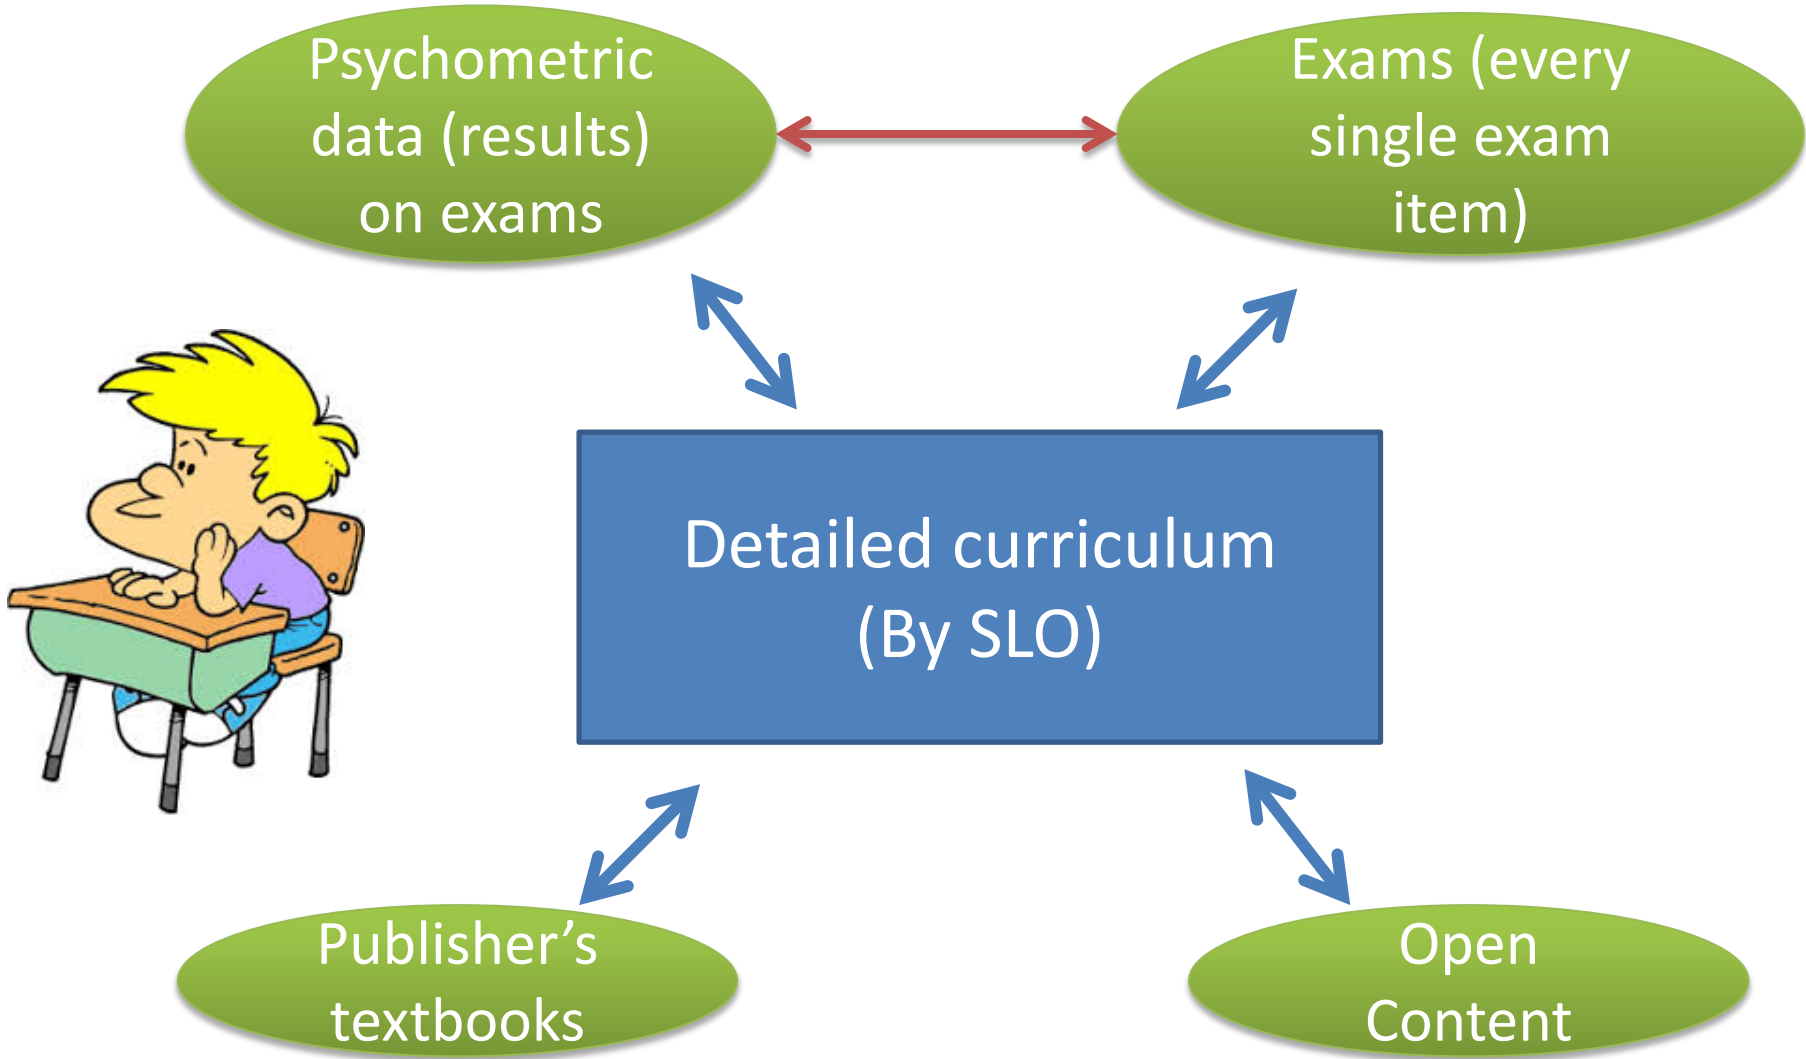 Psychometric
data (results)
on exams
Exams (every
single exam
item)
Detailed curriculum
(By SLO)
Publisher’s
textbooks
Open
Content